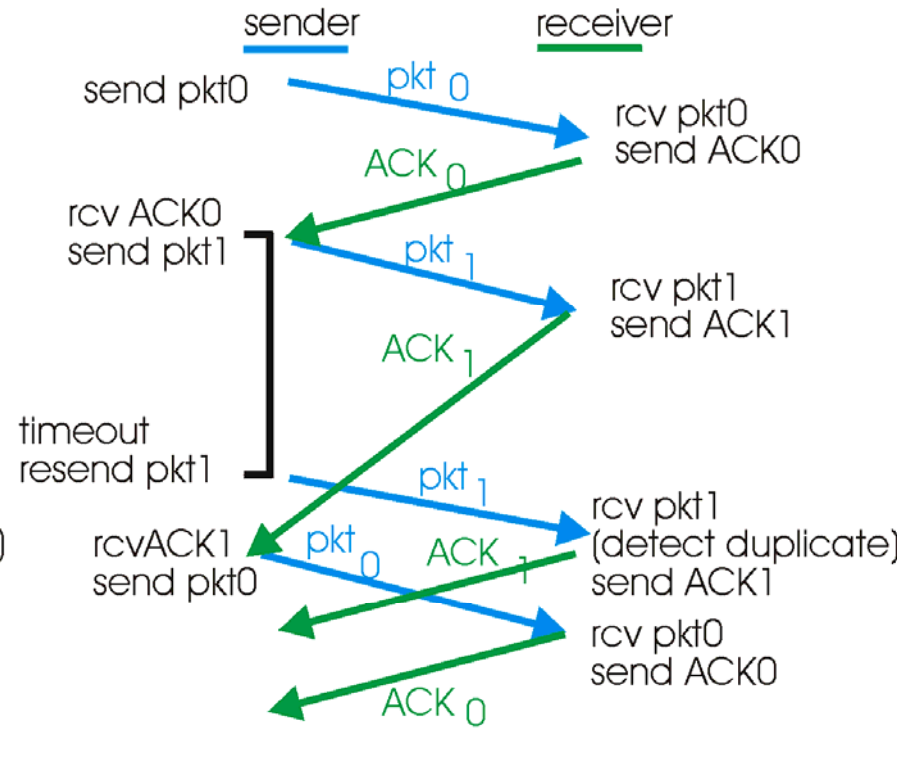 sender
receiver
send pkt0
pkt 0
rcv pkt0
send ACK0
ACK 0
rcv ACK0
send pkt1
pkt 1
rcv pkt1
send ACK1
ACK 1
timeout
resend pkt1
pkt 1
rcv pkt1
(detect duplicate)
send ACK1
)
rcvACK1
send pkt0
pkt 0
ACK 1
rcv pkt0
send ACK0
ACK 0